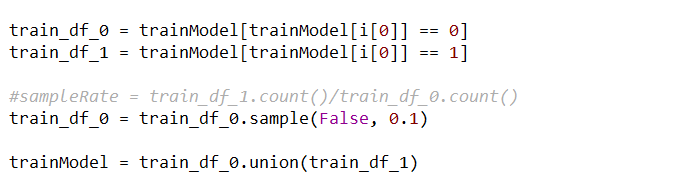 train_df_0 = trainModel[trainModel[i[0]] == 0]
train_df_1 = trainModel[trainModel[i[0]] == 1]
#sampleRate = train_df_1.count()/train_df_0.count()
train_df_0 = train_df_0.sample(False, 0.1)
trainModel = train_df_0.union(train_df_1)